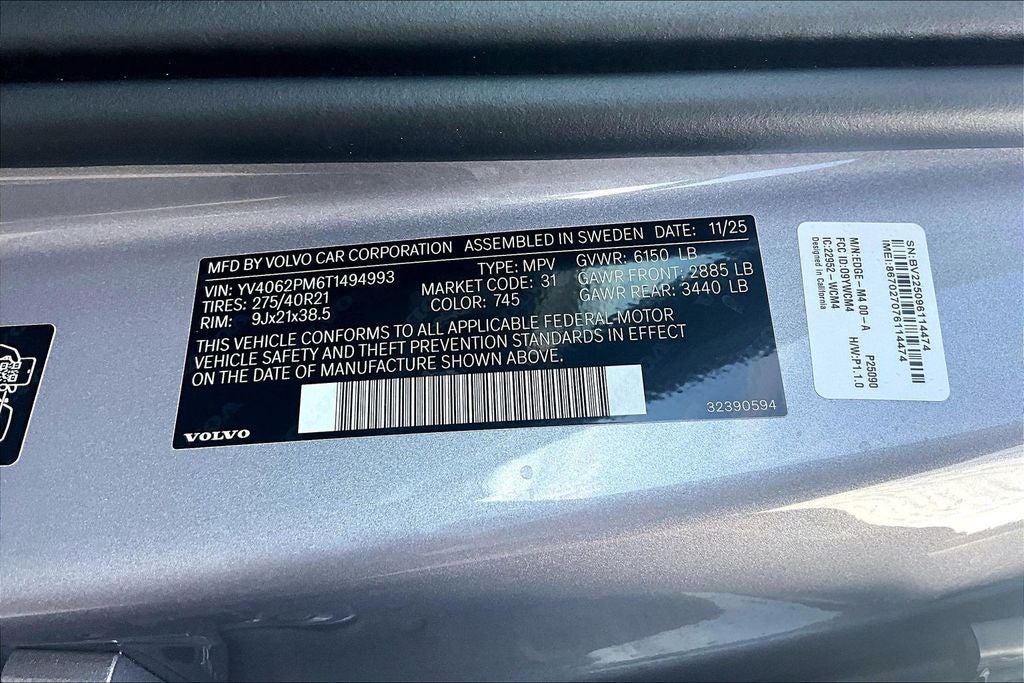 MFD BY VOLVO CAR CORPORATION ASSEMBLED IN SWEDEN DATE: 11/25
VIN: YV4062PM6T1494993 TYPE: MPV GVWR: 6150 LB
TIRES: 275/40R21 MARKET CODE: 31 GAWR FRONT: 2885 LB
RIM: 9Jx21x38.5 COLOR: 745 GAWR REAR: 3440 LB
THIS VEHICLE CONFORMS TO ALL APPLICABLE FEDERAL MOTOR
VEHICLE SAFETY AND THEFT PREVENTION STANDARDS IN EFFECT
ON THE DATE OF MANUFACTURE SHOWN ABOVE.
VOLVO
32390594
SN:BV225096114474
IMEI:867027076114474
P25090
M/N:EDGE-M4 00-A H/W:P1.1.0
FCC ID:O9YWCM4
IC:22952-WCM4
Designed in California